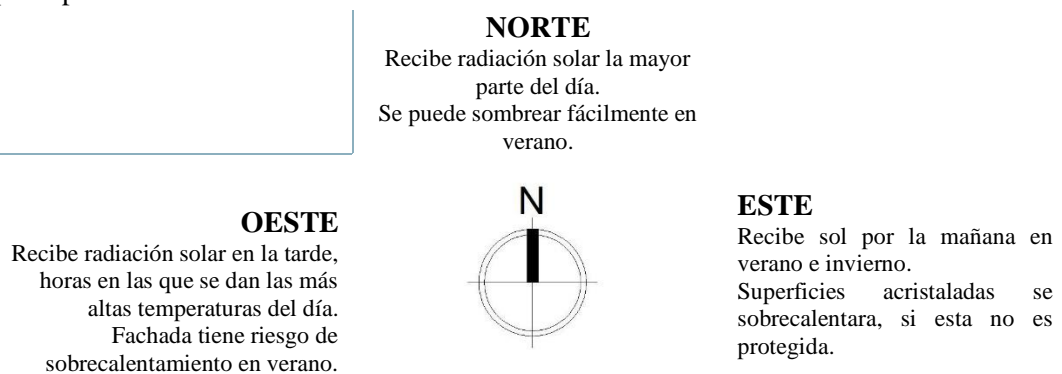 NORTE
Recibe radiación solar la mayor
parte del día.
Se puede sombrear fácilmente en
verano.
OESTE
Recibe radiación solar en la tarde,
horas en las que se dan las más
altas temperaturas del día.
Fachada tiene riesgo de
sobrecalentamiento en verano.
N
ESTE
Recibe sol por la mañana en
verano e invierno.
Superficies acristaladas se
sobrecalentara, si esta no es
protegida.